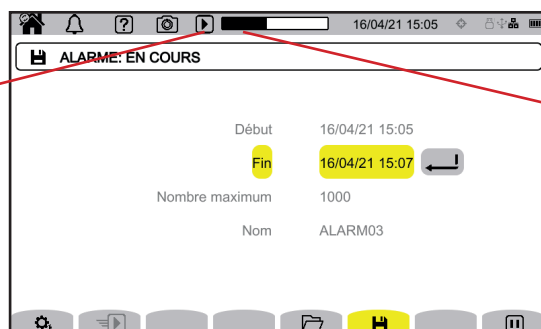 16/04/21 15:05
ALARME: EN COURS
Début 16/04/21 15:05
Fin 16/04/21 15:07
Nombre maximum 1000
Nom ALARM03